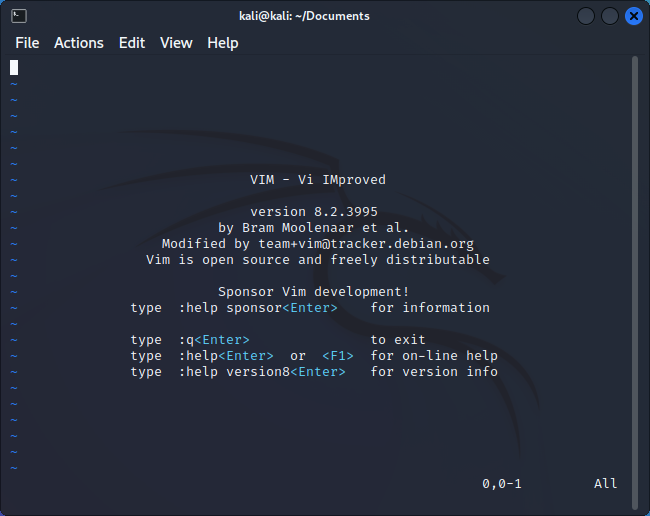 kali@kali: ~/Documents
File Actions Edit View Help
~
~
~
~
~
~
~ VIM - Vi IMproved
~
~ version 8.2.3995
~ by Bram Moolenaar et al.
~ Modified by team+vim@tracker.debian.org
~ Vim is open source and freely distributable
~
~ Sponsor Vim development!
~ type :help sponsor<Enter> for information
~
~ type :q<Enter> to exit
~ type :help<Enter> or <F1> for on-line help
~ type :help version8<Enter> for version info
~
~
~
~
~
~
0,0-1 All